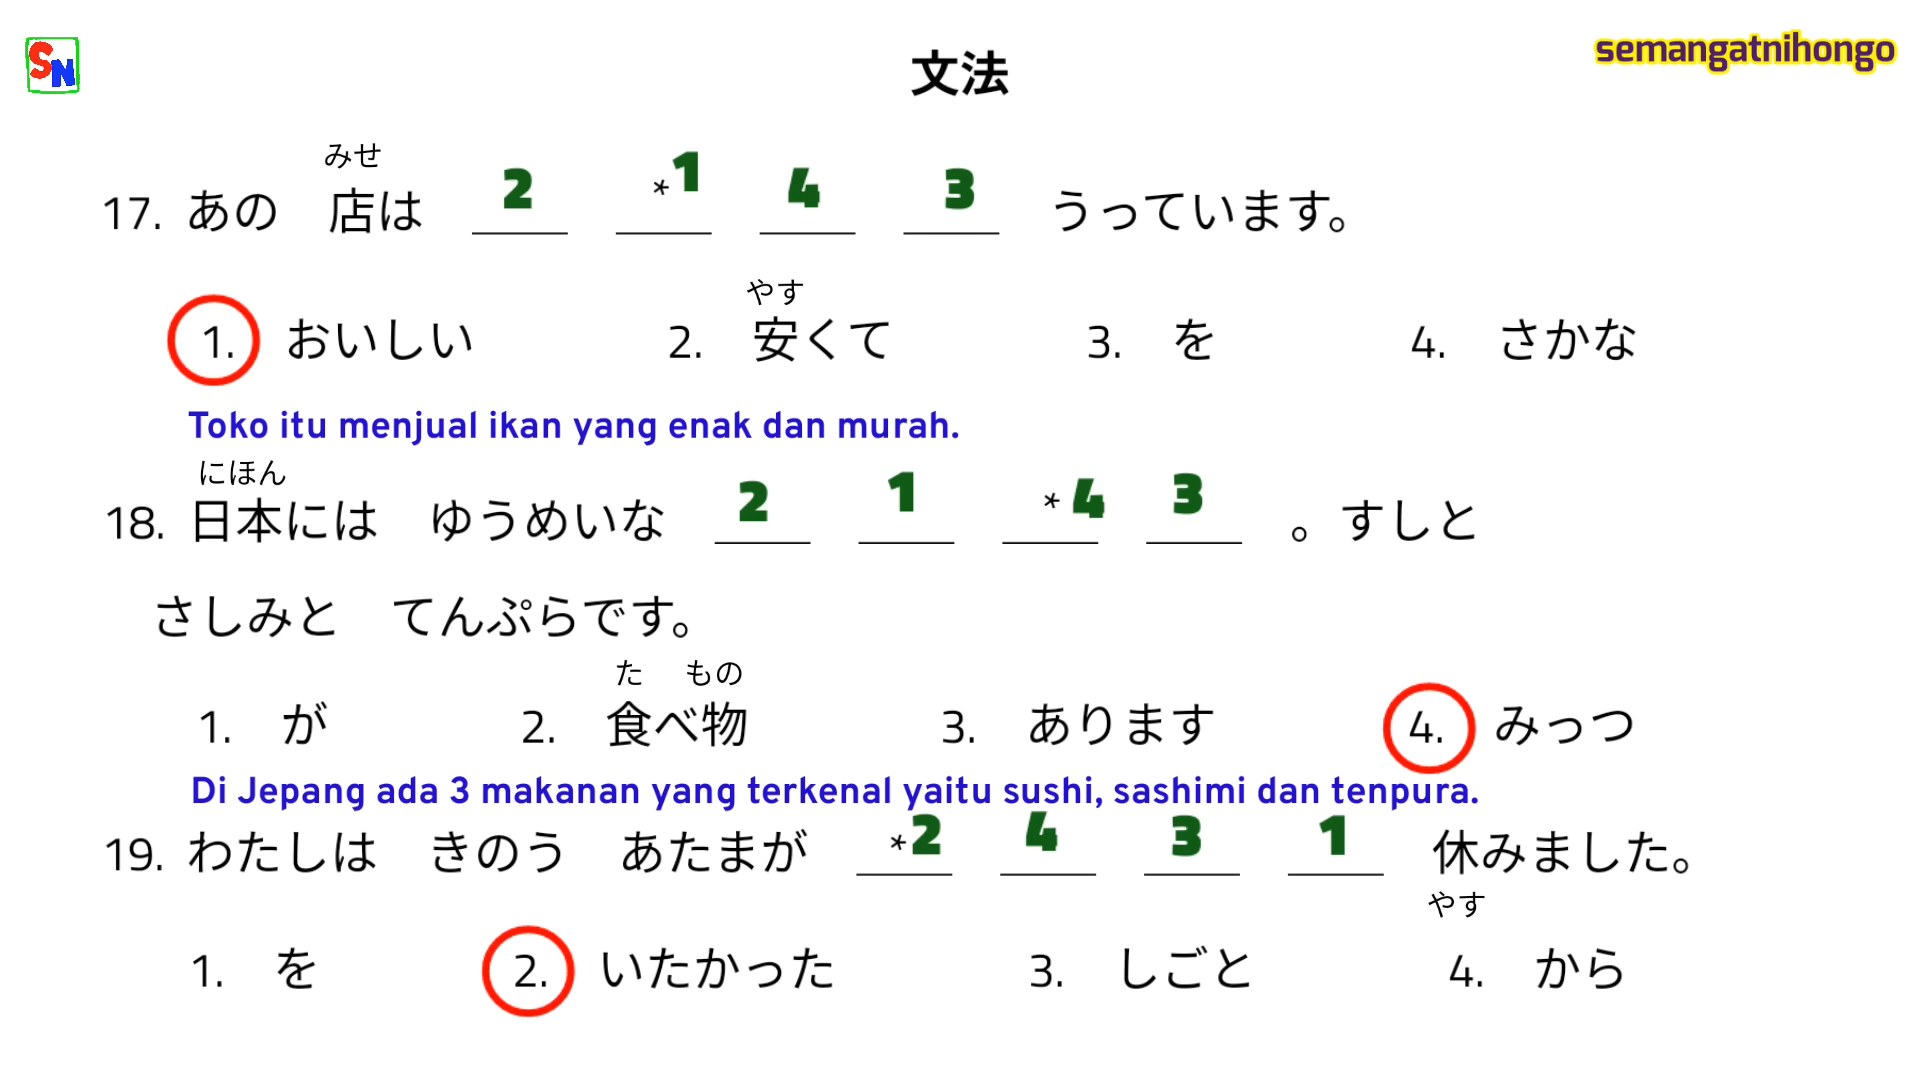 SN
semangatnihongo
文法
みせ
17. あの 店は 2 *1 4 3 うっています。
やす
1. おいしい 2. 安くて 3. を 4. さかな
Toko itu menjual ikan yang enak dan murah.
にほん
18. 日本には ゆうめいな 2 1 *4 3 。すしと
さしみと てんぷらです。
た もの
1. が 2. 食べ物 3. あります 4. みっつ
Di Jepang ada 3 makanan yang terkenal yaitu sushi, sashimi dan tenpura.
19. わたしは きのう あたまが *2 4 3 1 休みました。
やす
1. を 2. いたかった 3. しごと 4. から